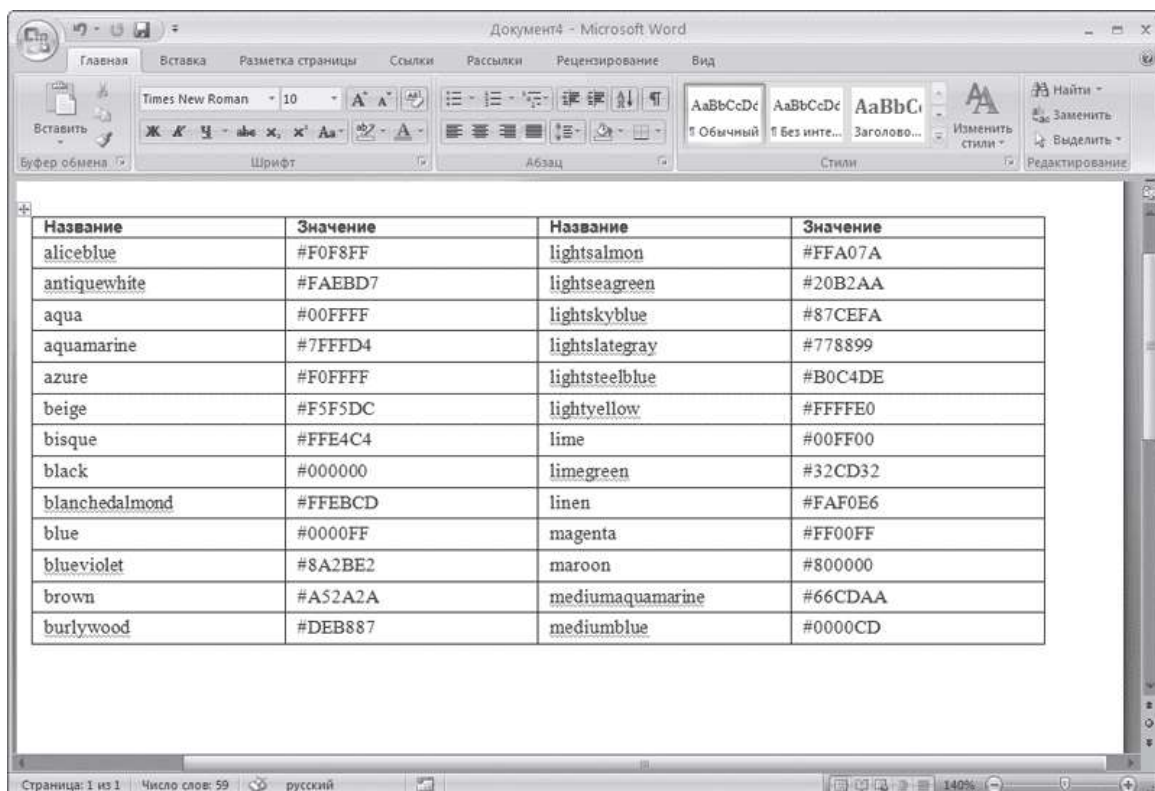 Документ4 - Microsoft Word
Главная Вставка Разметка страницы Ссылки Рассылки Рецензирование Вид
Times New Roman 10 Найти
AaBbCcDc AaBbCcDc AaBbC Заменить
Вставить Ж К Ч abe x, x² Aa A Обычный Без инте... Заголово... Изменить стили Выделить
Буфер обмена Шрифт Абзац Стили Редактирование
Название Значение Название Значение
aliceblue #F0F8FF lightsalmon #FFA07A
antiquewhite #FAEBD7 lightseagreen #20B2AA
aqua #00FFFF lightskyblue #87CEFA
aquamarine #7FFFD4 lightslategray #778899
azure #F0FFFF lightsteelblue #B0C4DE
beige #F5F5DC lightyellow #FFFFE0
bisque #FFE4C4 lime #00FF00
black #000000 limegreen #32CD32
blanchedalmond #FFEBCD linen #FAF0E6
blue #0000FF magenta #FF00FF
blueviolet #8A2BE2 maroon #800000
brown #A52A2A mediumaquamarine #66CDAA
burlywood #DEB887 mediumblue #0000CD
Страница: 1 из 1 Число слов: 59 русский 140%